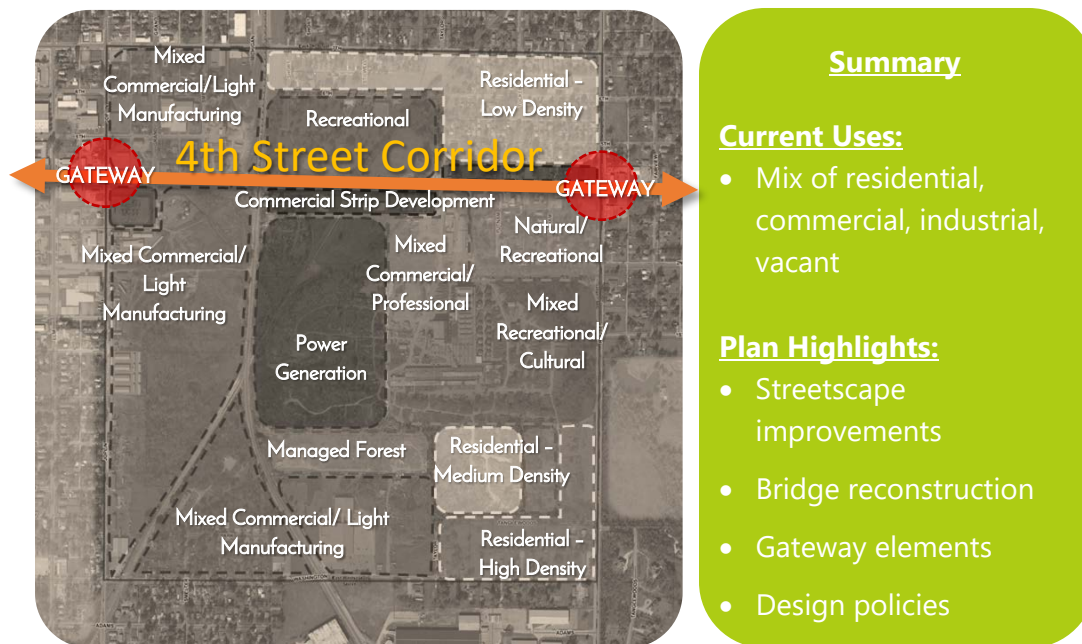 Mixed
Commercial/Light
Manufacturing
Residential –
Low Density
Recreational
4th Street Corridor
GATEWAY
GATEWAY
Commercial Strip Development
Natural/
Recreational
Mixed Commercial/
Light
Manufacturing
Mixed
Commercial/
Professional
Mixed
Recreational/
Cultural
Power
Generation
Managed Forest
Residential –
Medium Density
Mixed Commercial/ Light
Manufacturing
Residential –
High Density
Summary
Current Uses:
• Mix of residential,
commercial, industrial,
vacant
Plan Highlights:
• Streetscape
improvements
• Bridge reconstruction
• Gateway elements
• Design policies